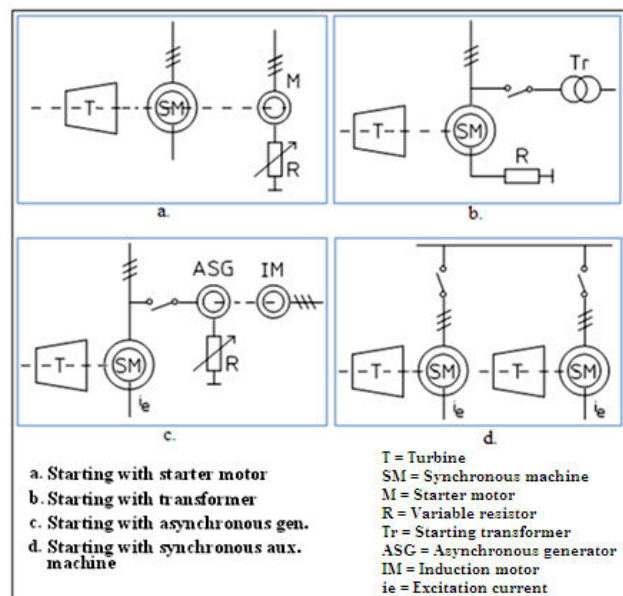 T SM M R
a.
T SM Tr R
b.
ASG IM
T SM R
ie
c.
T SM T SM
ie ie
d.
a. Starting with starter motor
b. Starting with transformer
c. Starting with asynchronous gen.
d. Starting with synchronous aux.
machine
T = Turbine
SM = Synchronous machine
M = Starter motor
R = Variable resistor
Tr = Starting transformer
ASG = Asynchronous generator
IM = Induction motor
ie = Excitation current